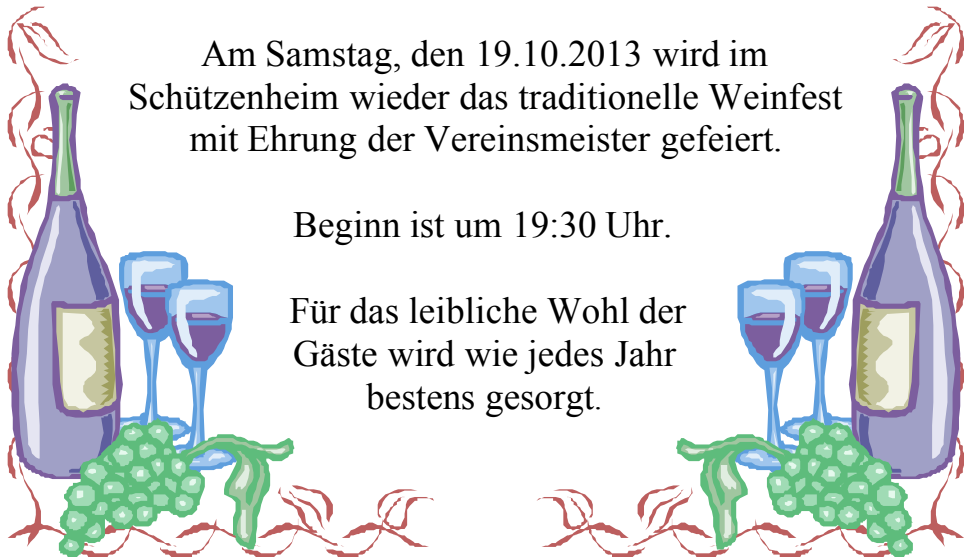 Am Samstag, den 19.10.2013 wird im
Schützenheim wieder das traditionelle Weinfest
mit Ehrung der Vereinsmeister gefeiert.
Beginn ist um 19:30 Uhr.
Für das leibliche Wohl der
Gäste wird wie jedes Jahr
bestens gesorgt.